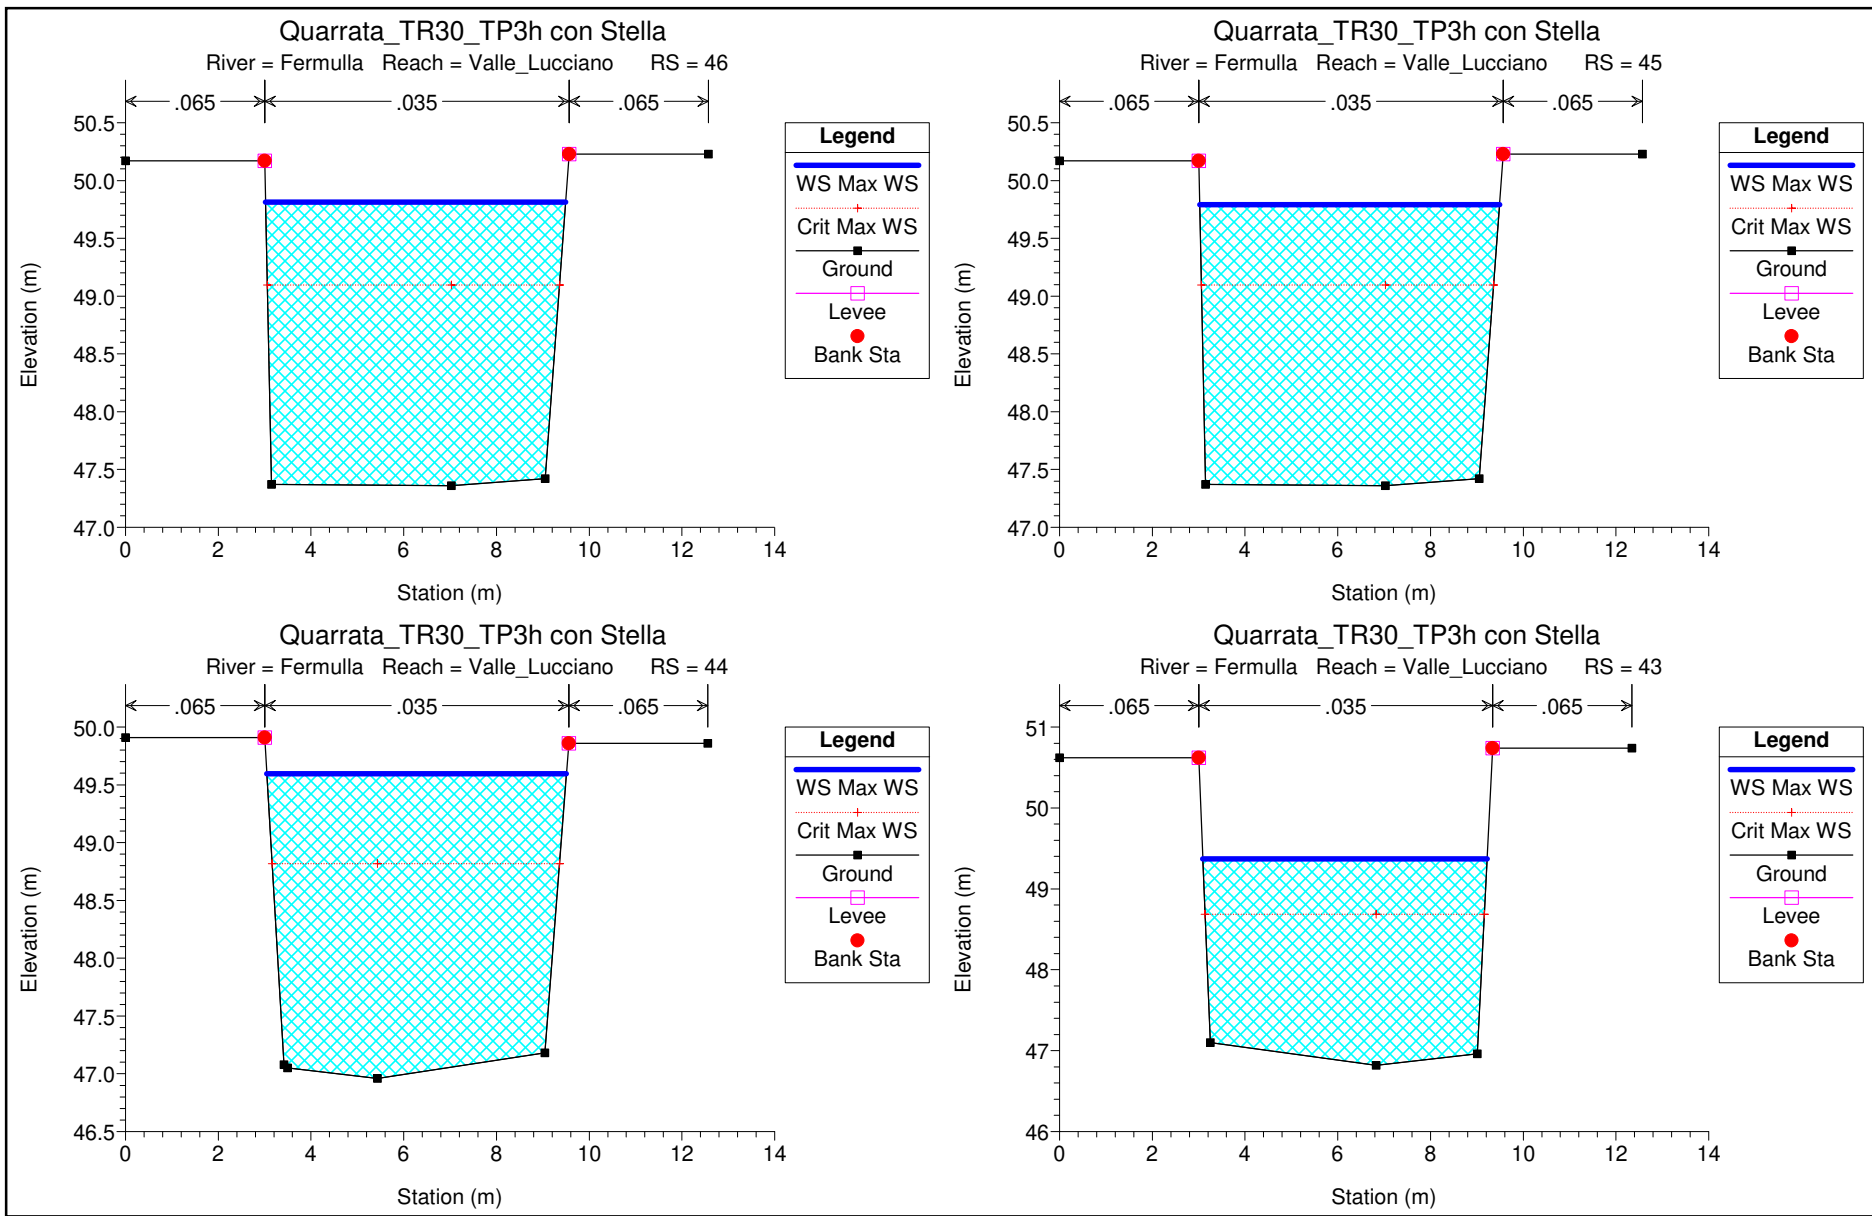 Quarrata_TR30_TP3h con Stella
River = Fermulla Reach = Valle_Lucciano RS = 46
.065 .035 .065
50.5
50.0
49.5
49.0
48.5
48.0
47.5
47.0
Elevation (m)
0 2 4 6 8 10 12 14
Station (m)
Legend
WS Max WS
Crit Max WS
Ground
Levee
Bank Sta
Quarrata_TR30_TP3h con Stella
River = Fermulla Reach = Valle_Lucciano RS = 45
.065 .035 .065
50.5
50.0
49.5
49.0
48.5
48.0
47.5
47.0
Elevation (m)
0 2 4 6 8 10 12 14
Station (m)
Legend
WS Max WS
Crit Max WS
Ground
Levee
Bank Sta
Quarrata_TR30_TP3h con Stella
River = Fermulla Reach = Valle_Lucciano RS = 44
.065 .035 .065
50.0
49.5
49.0
48.5
48.0
47.5
47.0
46.5
Elevation (m)
0 2 4 6 8 10 12 14
Station (m)
Legend
WS Max WS
Crit Max WS
Ground
Levee
Bank Sta
Quarrata_TR30_TP3h con Stella
River = Fermulla Reach = Valle_Lucciano RS = 43
.065 .035 .065
51
50
49
48
47
46
Elevation (m)
0 2 4 6 8 10 12 14
Station (m)
Legend
WS Max WS
Crit Max WS
Ground
Levee
Bank Sta